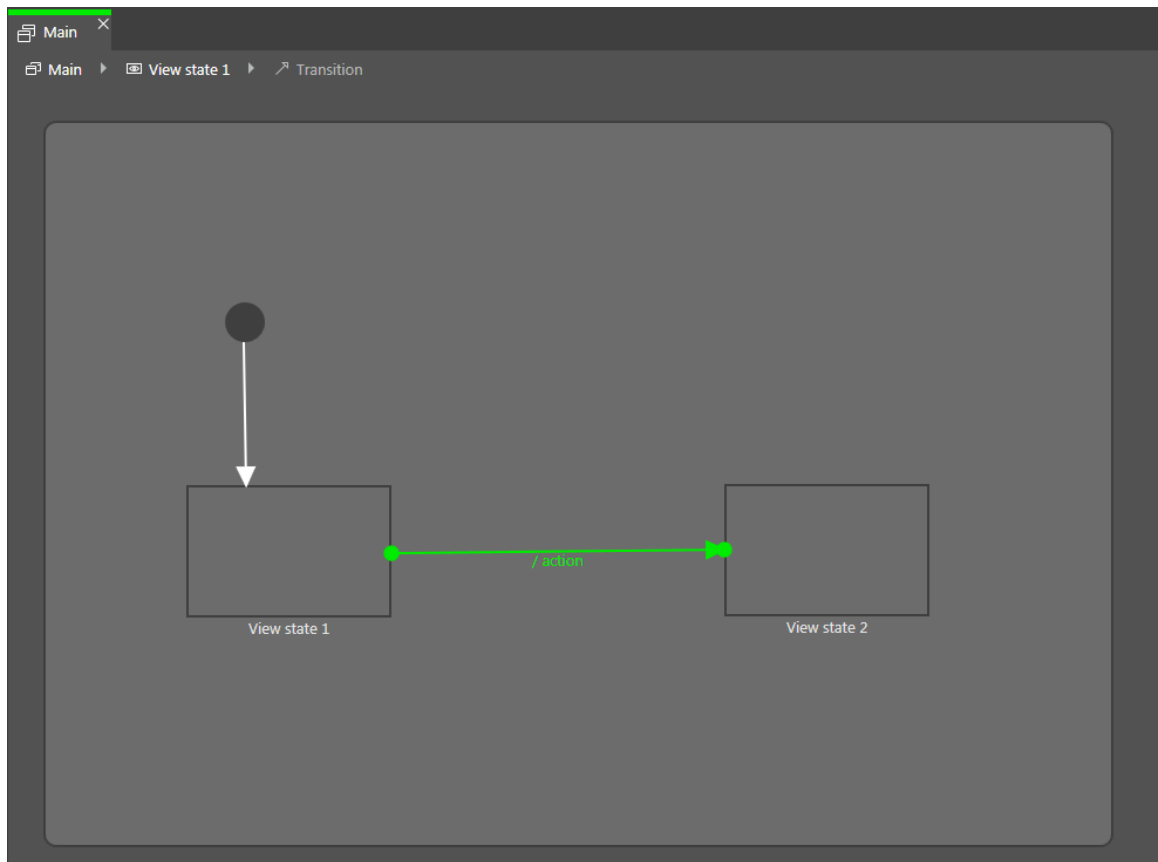 Main
Main View state 1 Transition
/ action
View state 1
View state 2